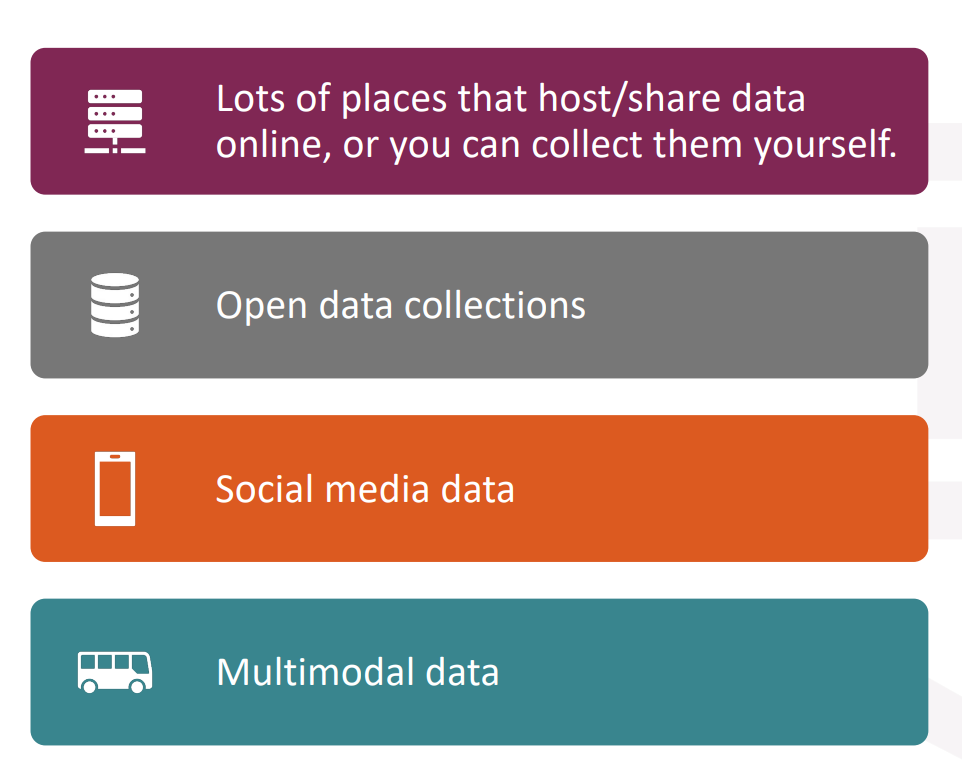 Lots of places that host/share data
online, or you can collect them yourself.
Open data collections
Social media data
Multimodal data